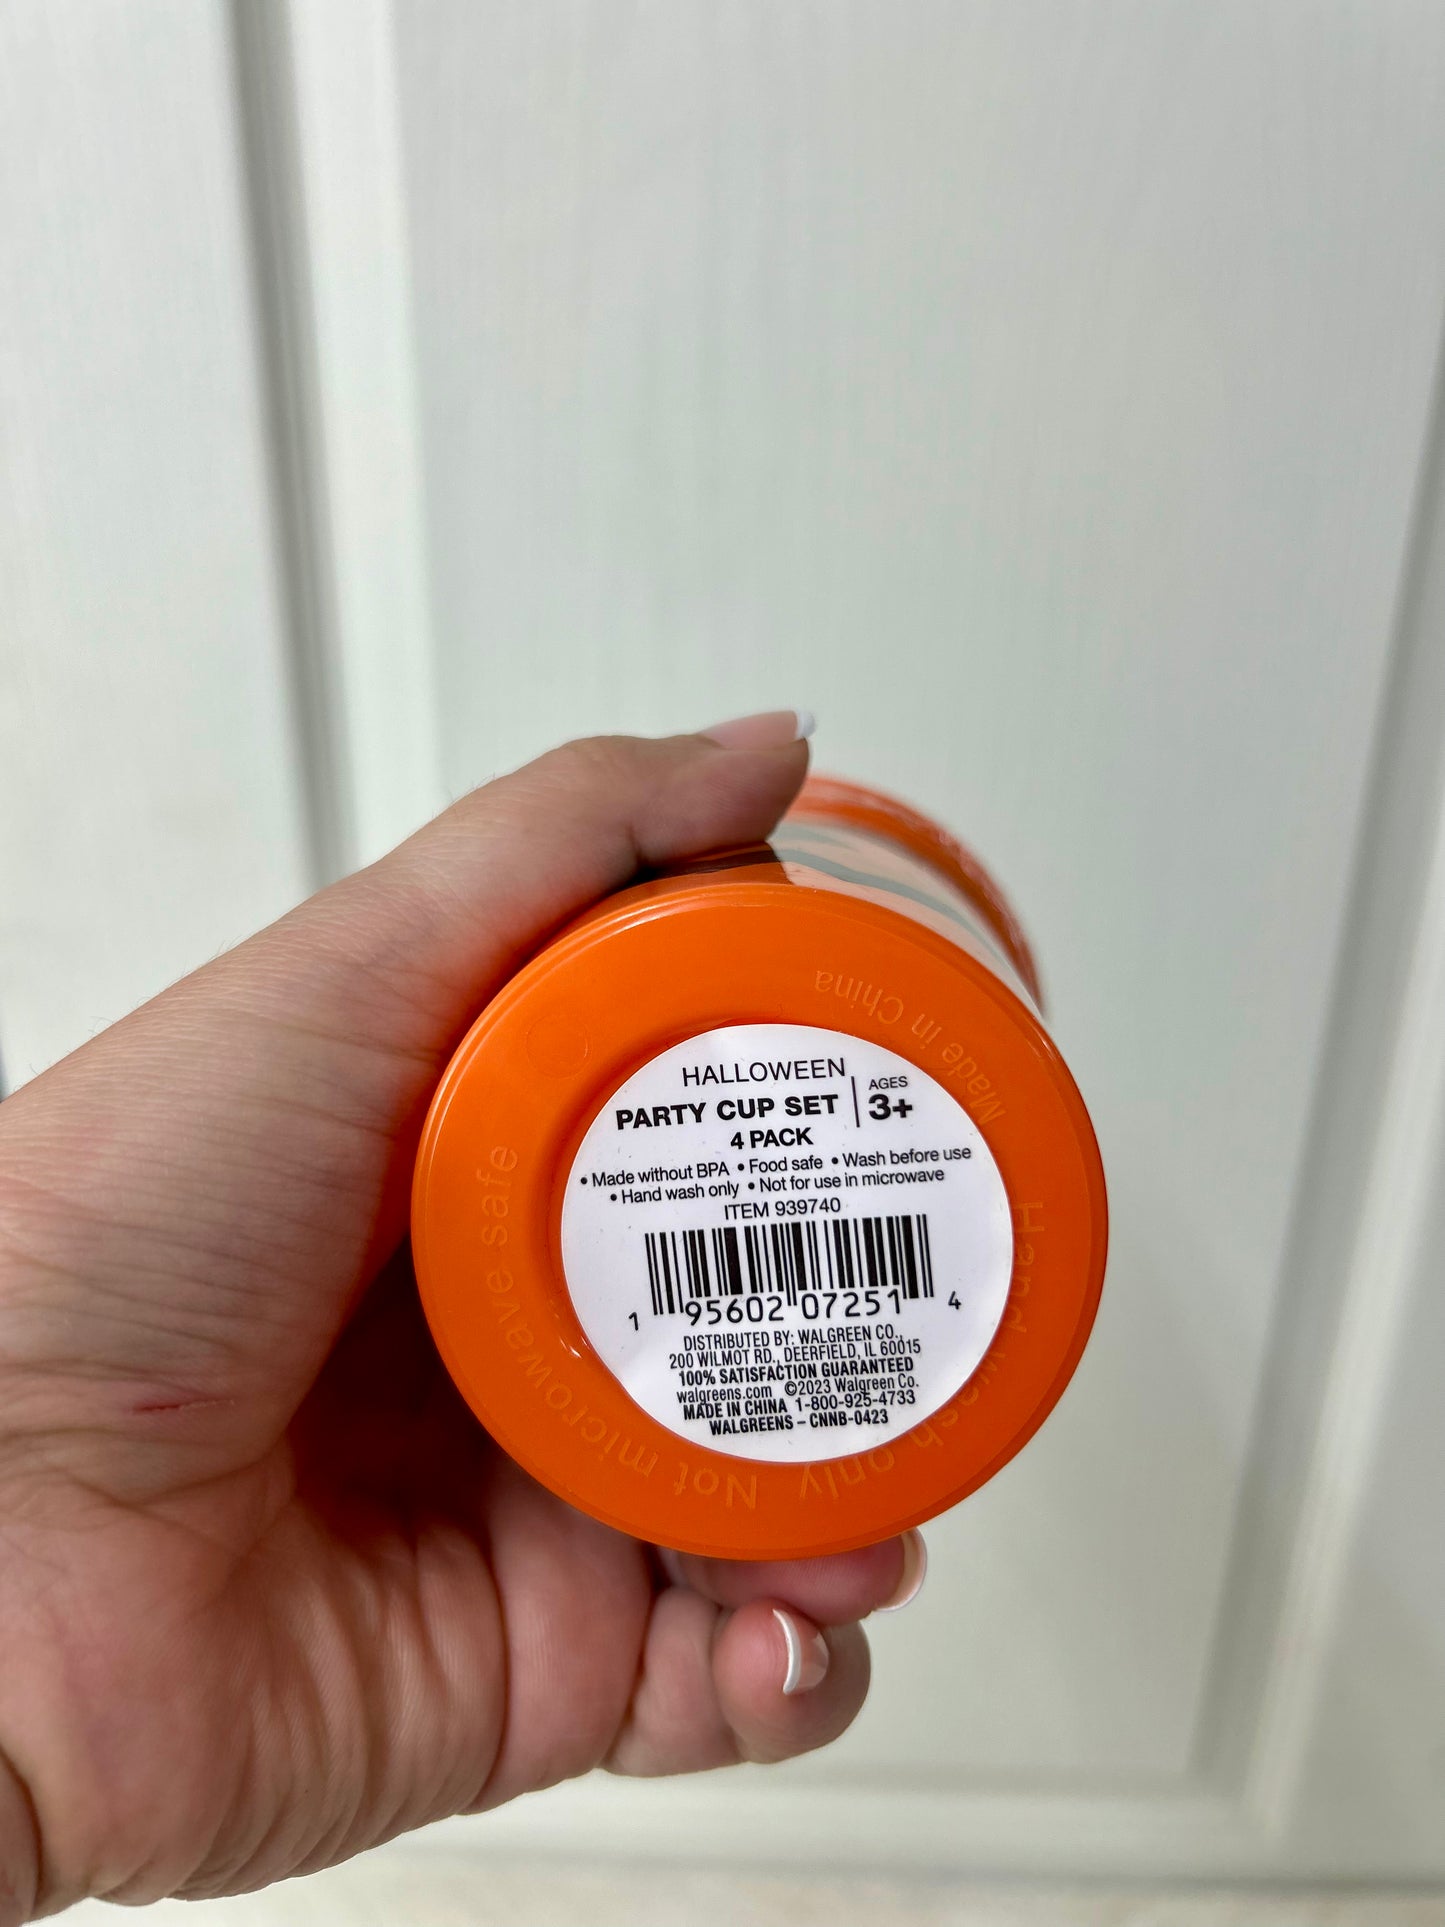 HALLOWEEN
PARTY CUP SET
AGES
3+
4 PACK
• Made without BPA • Food safe • Wash before use
• Hand wash only • Not for use in microwave
ITEM 939740
1 95602 07251 4
DISTRIBUTED BY: WALGREEN CO.,
200 WILMOT RD., DEERFIELD, IL 60015
100% SATISFACTION GUARANTEED
walgreens.com ©2023 Walgreen Co.
MADE IN CHINA 1-800-925-4733
WALGREENS – CNNB-0423
Made in China
Hand wash only
Not microwave safe